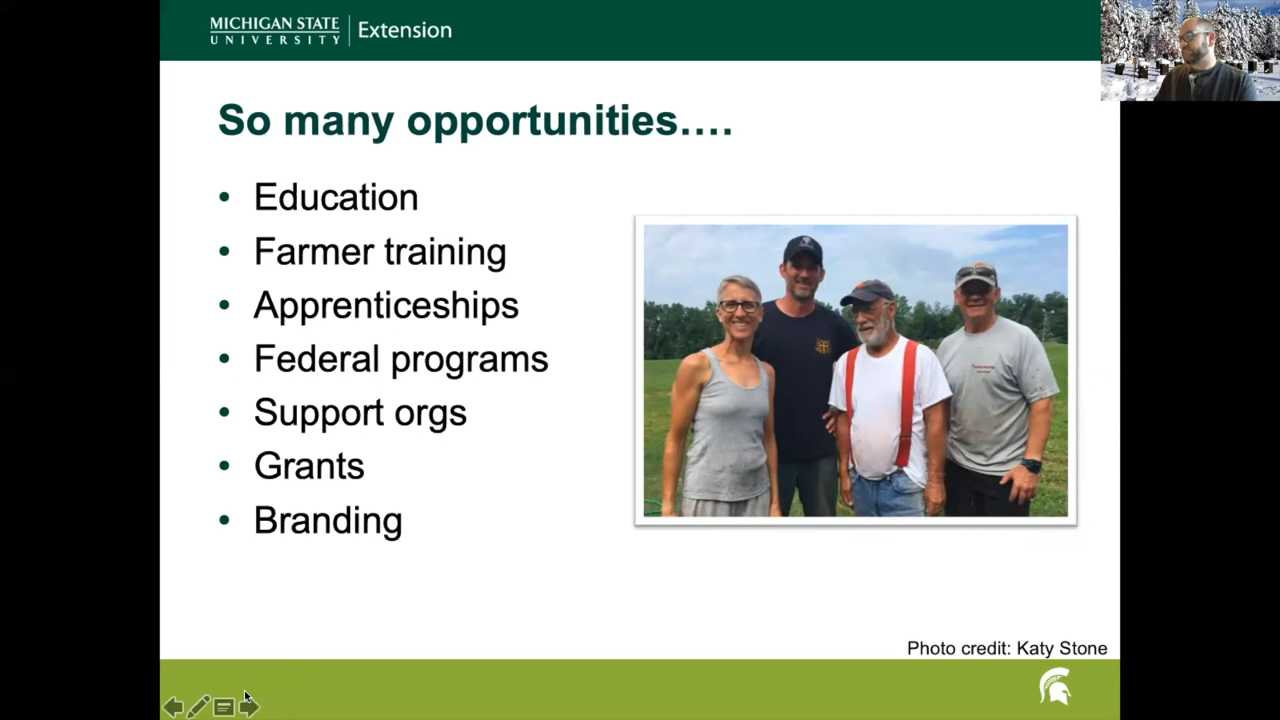 MICHIGAN STATE
UNIVERSITY
Extension
So many opportunities....
• Education
• Farmer training
• Apprenticeships
• Federal programs
• Support orgs
• Grants
• Branding
Photo credit: Katy Stone